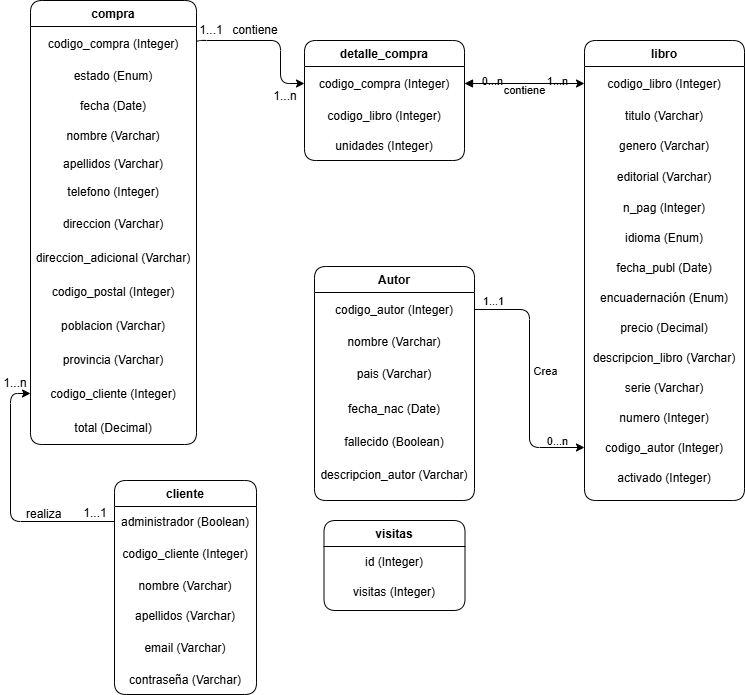 compra
codigo_compra (Integer)
estado (Enum)
fecha (Date)
nombre (Varchar)
apellidos (Varchar)
telefono (Integer)
direccion (Varchar)
direccion_adicional (Varchar)
codigo_postal (Integer)
poblacion (Varchar)
provincia (Varchar)
codigo_cliente (Integer)
total (Decimal)
1...1 contiene
1...n
detalle_compra
codigo_compra (Integer)
codigo_libro (Integer)
unidades (Integer)
0...n 1...n
contiene
libro
codigo_libro (Integer)
titulo (Varchar)
genero (Varchar)
editorial (Varchar)
n_pag (Integer)
idioma (Enum)
fecha_publ (Date)
encuadernación (Enum)
precio (Decimal)
descripcion_libro (Varchar)
serie (Varchar)
numero (Integer)
codigo_autor (Integer)
activado (Integer)
Autor
codigo_autor (Integer)
nombre (Varchar)
pais (Varchar)
fecha_nac (Date)
fallecido (Boolean)
descripcion_autor (Varchar)
1...1
Crea
0...n
1...n
realiza 1...1
cliente
administrador (Boolean)
codigo_cliente (Integer)
nombre (Varchar)
apellidos (Varchar)
email (Varchar)
contraseña (Varchar)
visitas
id (Integer)
visitas (Integer)